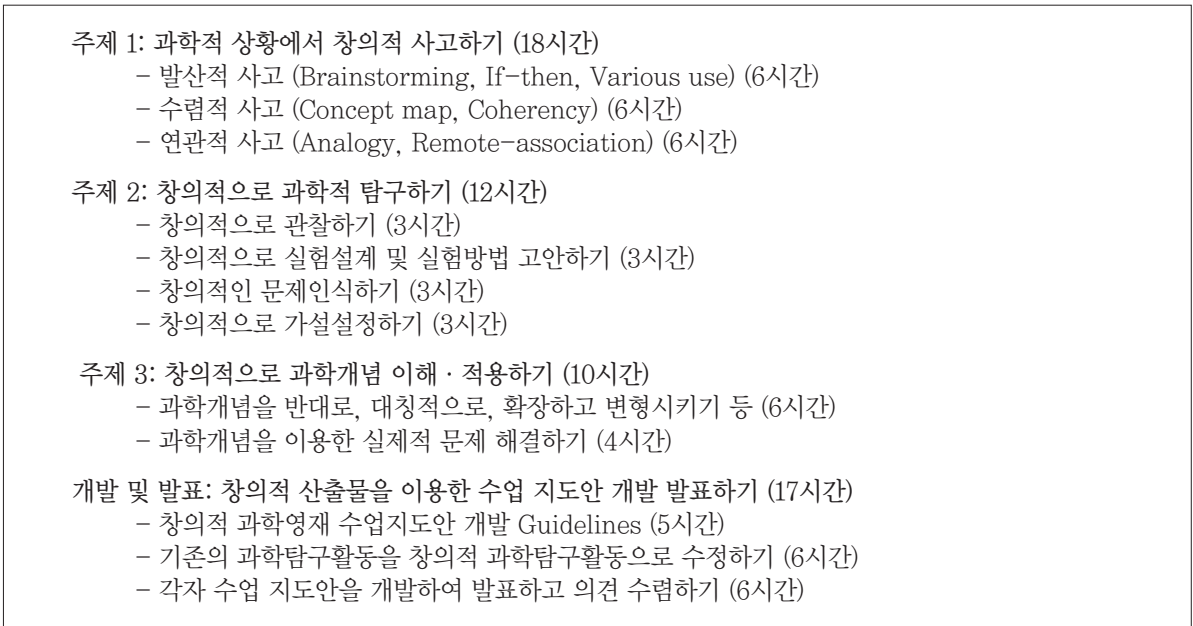 주제 1: 과학적 상황에서 창의적 사고하기 (18시간)
- 발산적 사고 (Brainstorming, If-then, Various use) (6시간)
- 수렴적 사고 (Concept map, Coherency) (6시간)
- 연관적 사고 (Analogy, Remote-association) (6시간)
주제 2: 창의적으로 과학적 탐구하기 (12시간)
- 창의적으로 관찰하기 (3시간)
- 창의적으로 실험설계 및 실험방법 고안하기 (3시간)
- 창의적인 문제인식하기 (3시간)
- 창의적으로 가설설정하기 (3시간)
주제 3: 창의적으로 과학개념 이해 · 적용하기 (10시간)
- 과학개념을 반대로, 대칭적으로, 확장하고 변형시키기 등 (6시간)
- 과학개념을 이용한 실제적 문제 해결하기 (4시간)
개발 및 발표: 창의적 산출물을 이용한 수업 지도안 개발 발표하기 (17시간)
- 창의적 과학영재 수업지도안 개발 Guidelines (5시간)
- 기존의 과학탐구활동을 창의적 과학탐구활동으로 수정하기 (6시간)
- 각자 수업 지도안을 개발하여 발표하고 의견 수렴하기 (6시간)